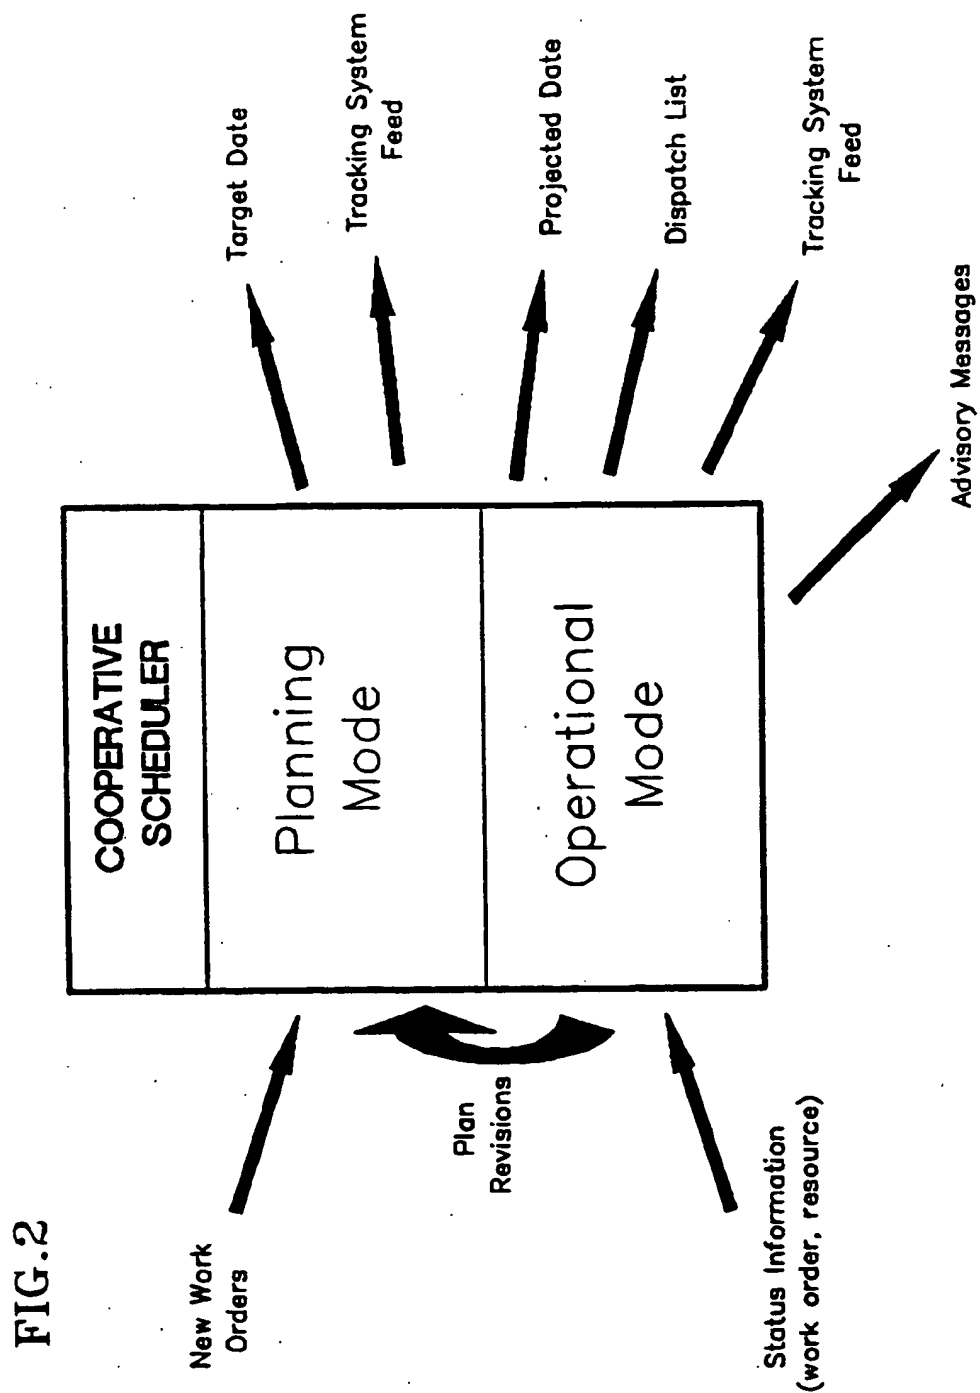 FIG.2
COOPERATIVE
SCHEDULER
New Work
Orders
Planning
Mode
Target Date
Tracking System
Feed
Plan
Revisions
Operational
Mode
Projected Date
Dispatch List
Tracking System
Feed
Status Information
(work order, resource)
Advisory Messages